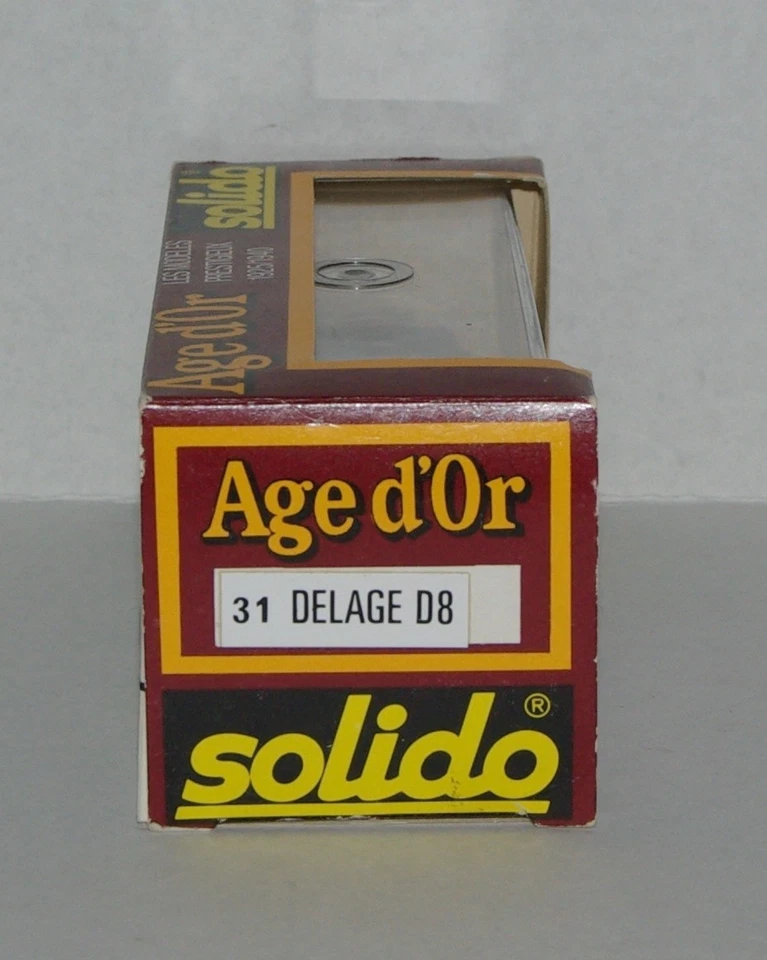 solido
LES MODELES
PRESTIGIEUX
1925/1940
Age d'Or
Age d'Or
31 DELAGE D8
solido®